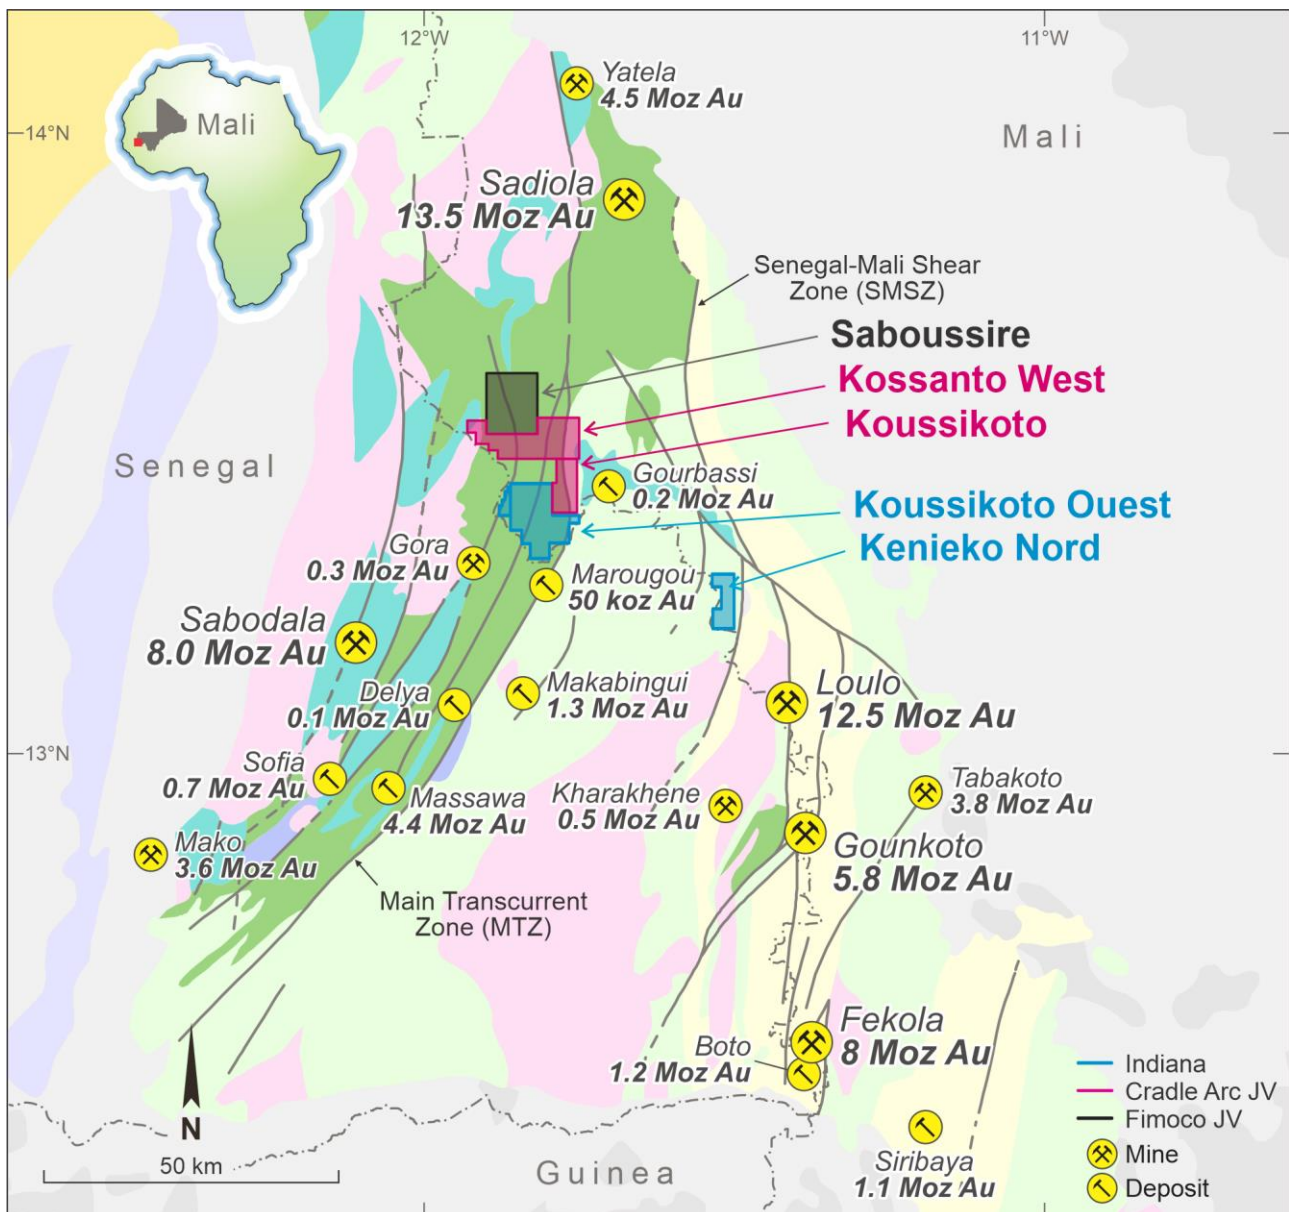 12°W
11°W
Yatela
4.5 Moz Au
14°N
Mali
Mali
Sadiola
13.5 Moz Au
Senegal-Mali Shear
Zone (SMSZ)
Saboussire
Kossanto West
Koussikoto
Senegal
Gourbassi
0.2 Moz Au
Koussikoto Ouest
Kenieko Nord
Gora
0.3 Moz Au
Marougou
50 koz Au
Sabodala
8.0 Moz Au
Delya
0.1 Moz Au
Makabingui
1.3 Moz Au
Loulo
12.5 Moz Au
13°N
Sofia
0.7 Moz Au
Massawa
4.4 Moz Au
Kharakhene
0.5 Moz Au
Tabakoto
3.8 Moz Au
Mako
3.6 Moz Au
Gounkoto
5.8 Moz Au
Main Transcurrent
Zone (MTZ)
Fekola
8 Moz Au
Boto
1.2 Moz Au
N
50 km
Guinea
Siribaya
1.1 Moz Au
Indiana
Cradle Arc JV
Fimoco JV
Mine
Deposit